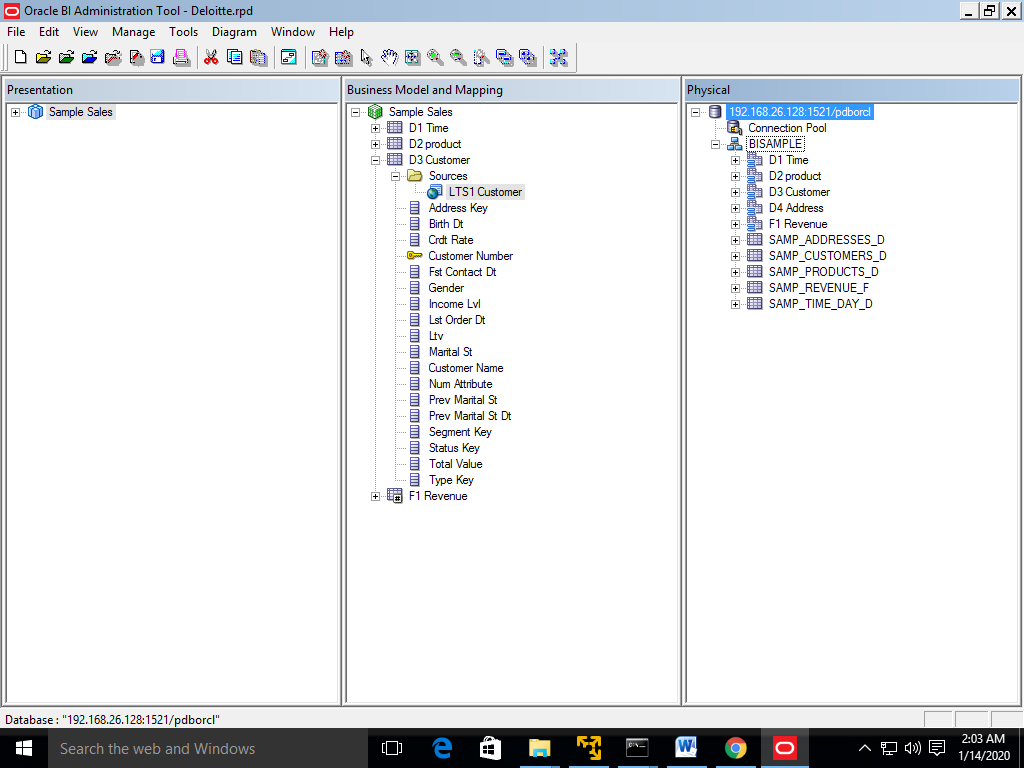 Oracle BI Administration Tool - Deloitte.rpd
File Edit View Manage Tools Diagram Window Help
Presentation
Sample Sales
Business Model and Mapping
Sample Sales
D1 Time
D2 product
D3 Customer
Sources
LTS1 Customer
Address Key
Birth Dt
Crdt Rate
Customer Number
Fst Contact Dt
Gender
Income Lvl
Lst Order Dt
Ltv
Marital St
Customer Name
Num Attribute
Prev Marital St
Prev Marital St Dt
Segment Key
Status Key
Total Value
Type Key
F1 Revenue
Physical
192.168.26.128:1521/pdborcl
Connection Pool
BISAMPLE
D1 Time
D2 product
D3 Customer
D4 Address
F1 Revenue
SAMP_ADDRESSES_D
SAMP_CUSTOMERS_D
SAMP_PRODUCTS_D
SAMP_REVENUE_F
SAMP_TIME_DAY_D
Database : "192.168.26.128:1521/pdborcl"
Search the web and Windows
2:03 AM
1/14/2020